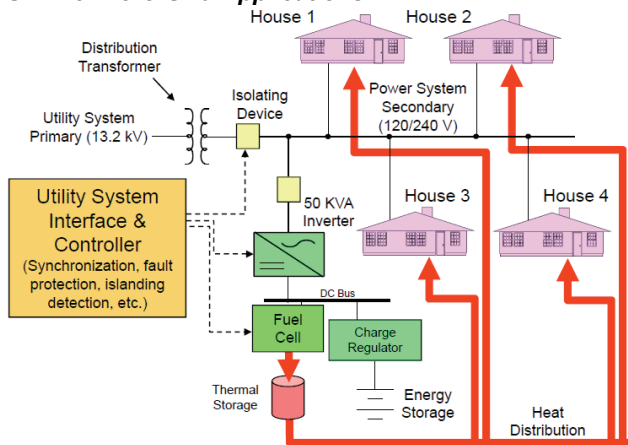 House 1
House 2
Distribution
Transformer
Isolating
Device
Power System
Secondary
(120/240 V)
Utility System
Primary (13.2 kV)
Utility System
Interface &
Controller
(Synchronization, fault
protection, islanding
detection, etc.)
50 KVA
Inverter
House 3
House 4
DC Bus
Fuel
Cell
Charge
Regulator
Thermal
Storage
Energy
Storage
Heat
Distribution